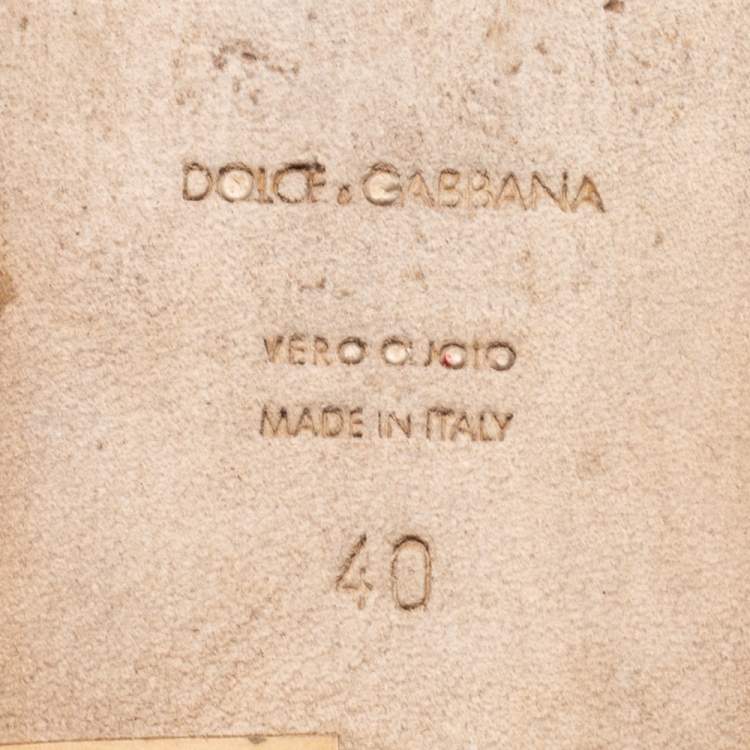 DOLCE & GABBANA
VERO CUOIO
MADE IN ITALY
40